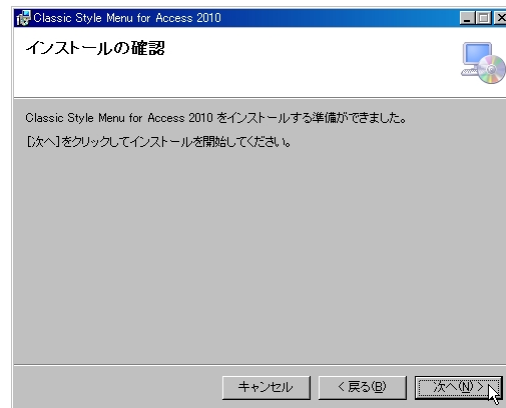 Classic Style Menu for Access 2010
インストールの確認
Classic Style Menu for Access 2010 をインストールする準備ができました。
[次へ]をクリックしてインストールを開始してください。
キャンセル
< 戻る(B)
次へ(N) >